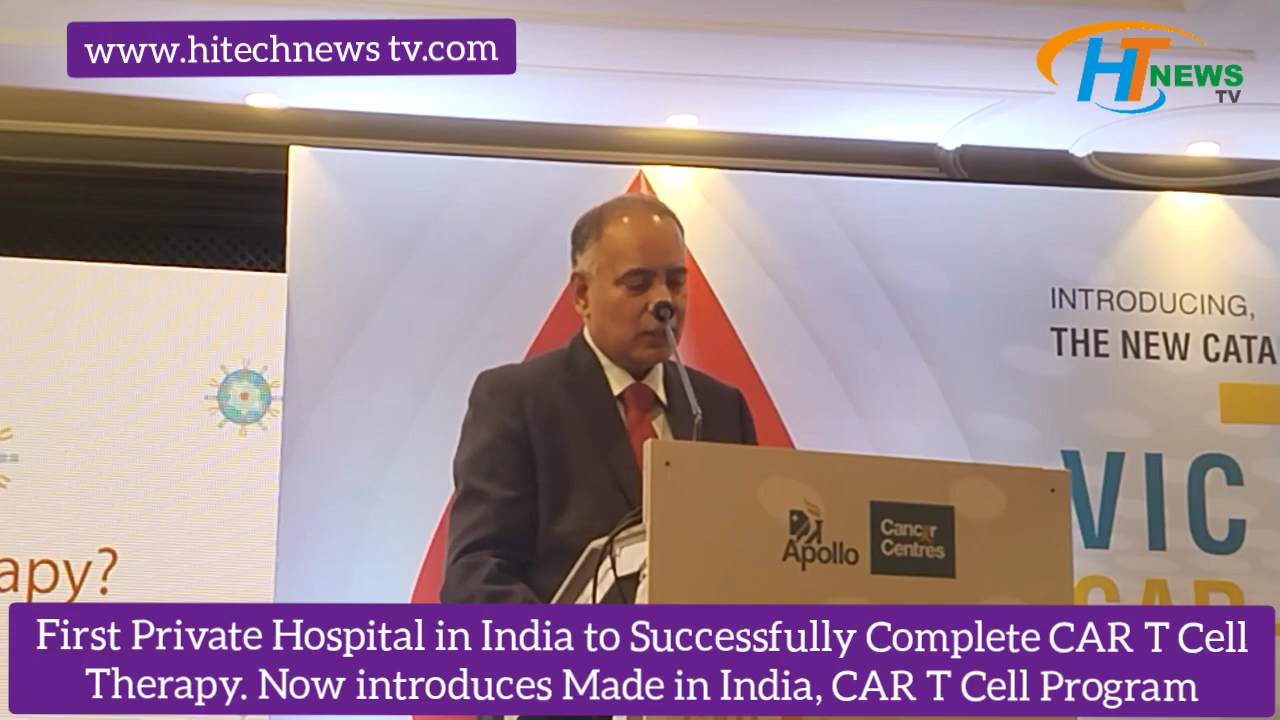 www.hitechnews tv.com
HT NEWS
TV
INTRODUCING,
THE NEW CATA
VIC
CAR
apy?
Apollo
Cancer
Centres
First Private Hospital in India to Successfully Complete CAR T Cell
Therapy. Now introduces Made in India, CAR T Cell Program